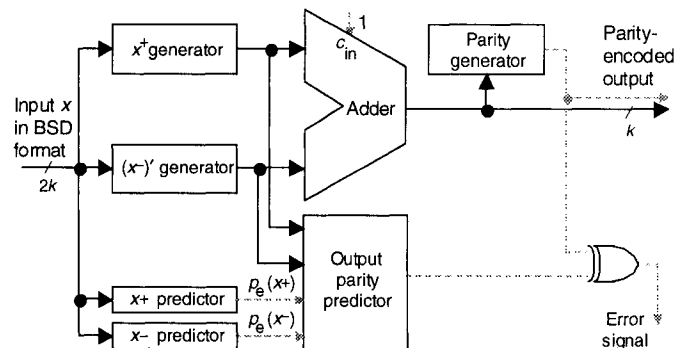 1
x⁺ generator
c_in
Parity
generator
Parity-
encoded
output
Input x
in BSD
format
Adder
k
2k
(x–)′ generator
Output
parity
predictor
x+ predictor
p_e(x+)
x– predictor
p_e(x–)
Error
signal